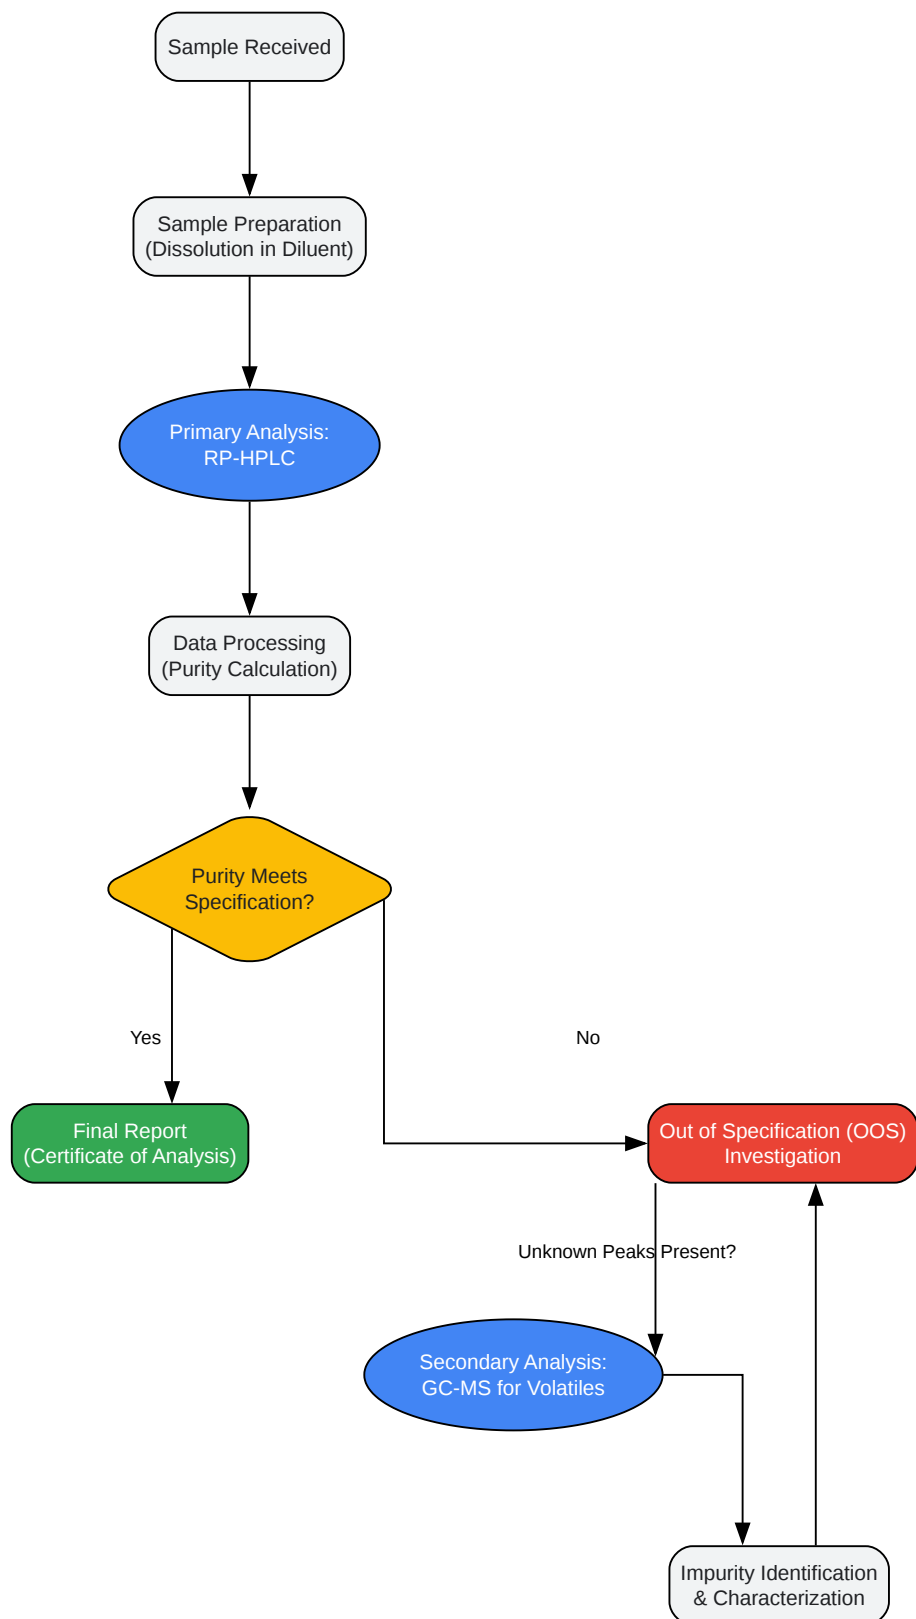 Sample Received
Sample Preparation
(Dissolution in Diluent)
Primary Analysis:
RP-HPLC
Data Processing
(Purity Calculation)
Purity Meets
Specification?
Yes
No
Final Report
(Certificate of Analysis)
Out of Specification (OOS)
Investigation
Unknown Peaks Present?
Secondary Analysis:
GC-MS for Volatiles
Impurity Identification
& Characterization